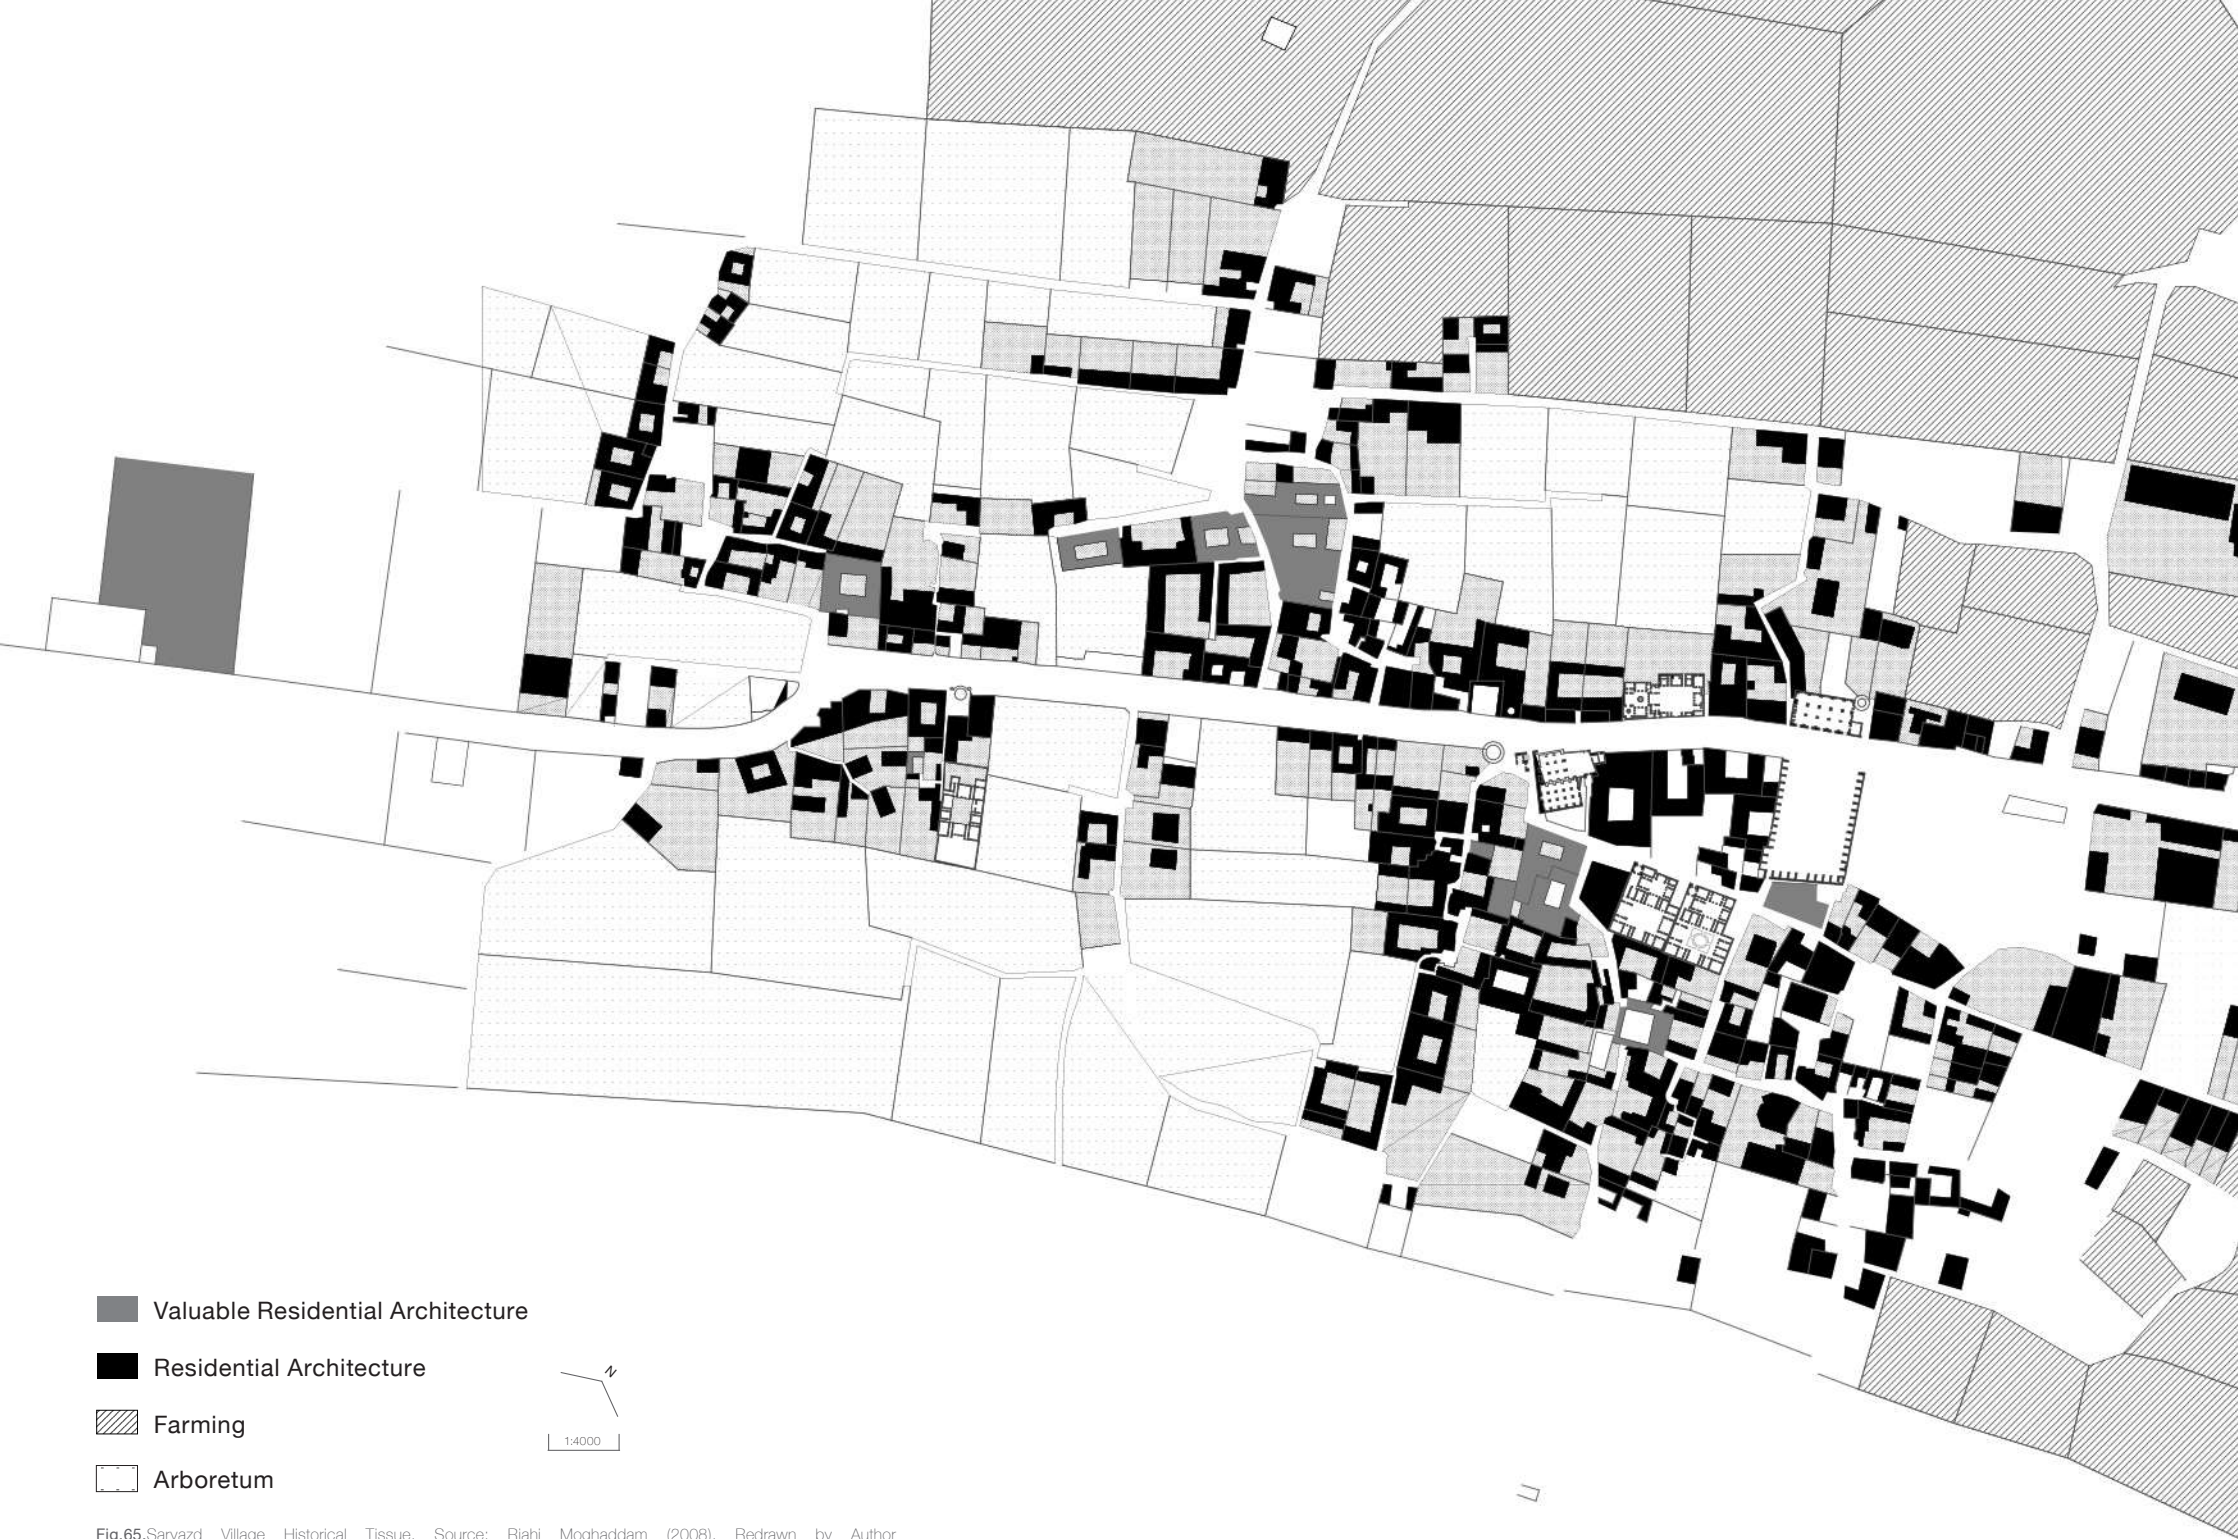 Valuable Residential Architecture
Residential Architecture
N
Farming
1:4000
Arboretum
Fig.65.Saryazd Village Historical Tissue. Source: Riahi Moghaddam (2008). Redrawn by Author